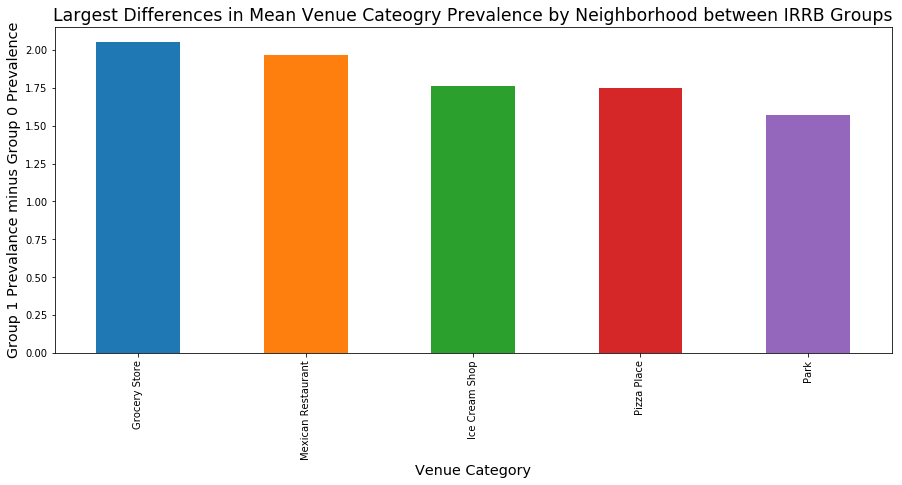 Largest Differences in Mean Venue Cateogry Prevalence by Neighborhood between IRRB Groups
Group 1 Prevalance minus Group 0 Prevalence
2.00
1.75
1.50
1.25
1.00
0.75
0.50
0.25
0.00
Grocery Store
Mexican Restaurant
Ice Cream Shop
Pizza Place
Park
Venue Category